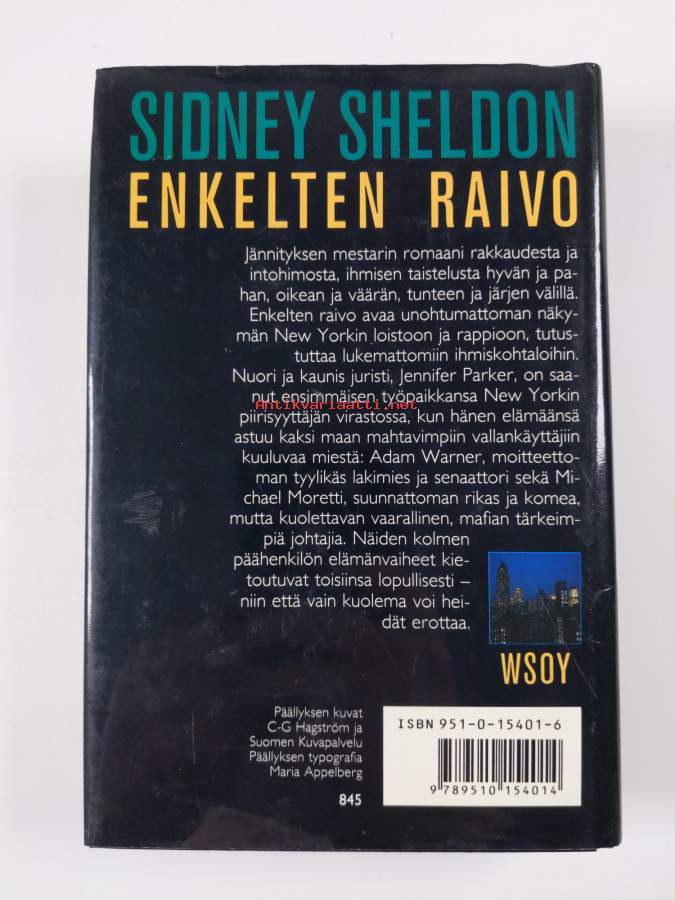 SIDNEY SHELDON
ENKELTEN RAIVO
Jännityksen mestarin romaani rakkaudesta ja
intohimosta, ihmisen taistelusta hyvän ja pa-
han, oikean ja väärän, tunteen ja järjen välillä.
Enkelten raivo avaa unohtumattoman näky-
män New Yorkin loistoon ja rappioon, tutus-
tuttaa lukemattomiin ihmiskohtaloihin.
Nuori ja kaunis juristi, Jennifer Parker, on saa-
nut ensimmäisen työpaikkansa New Yorkin
Antikvariaatti.net
piirisyyttäjän virastossa, kun hänen elämäänsä
astuu kaksi maan mahtavimpiin vallankäyttäjiin
kuuluvaa miestä: Adam Warner, moitteetto-
man tyylikäs lakimies ja senaattori sekä Mi-
chael Moretti, suunnattoman rikas ja komea,
mutta kuolettavan vaarallinen, mafian tärkeim-
piä johtajia. Näiden kolmen
päähenkilön elämänvaiheet kie-
toutuvat toisiinsa lopullisesti –
niin että vain kuolema voi hei-
dät erottaa.
WSOY
Päällyksen kuvat
C-G Hagström ja
Suomen Kuvapalvelu
Päällyksen typografia
Maria Appelberg
845
ISBN 951-0-15401-6
9 789510 154014